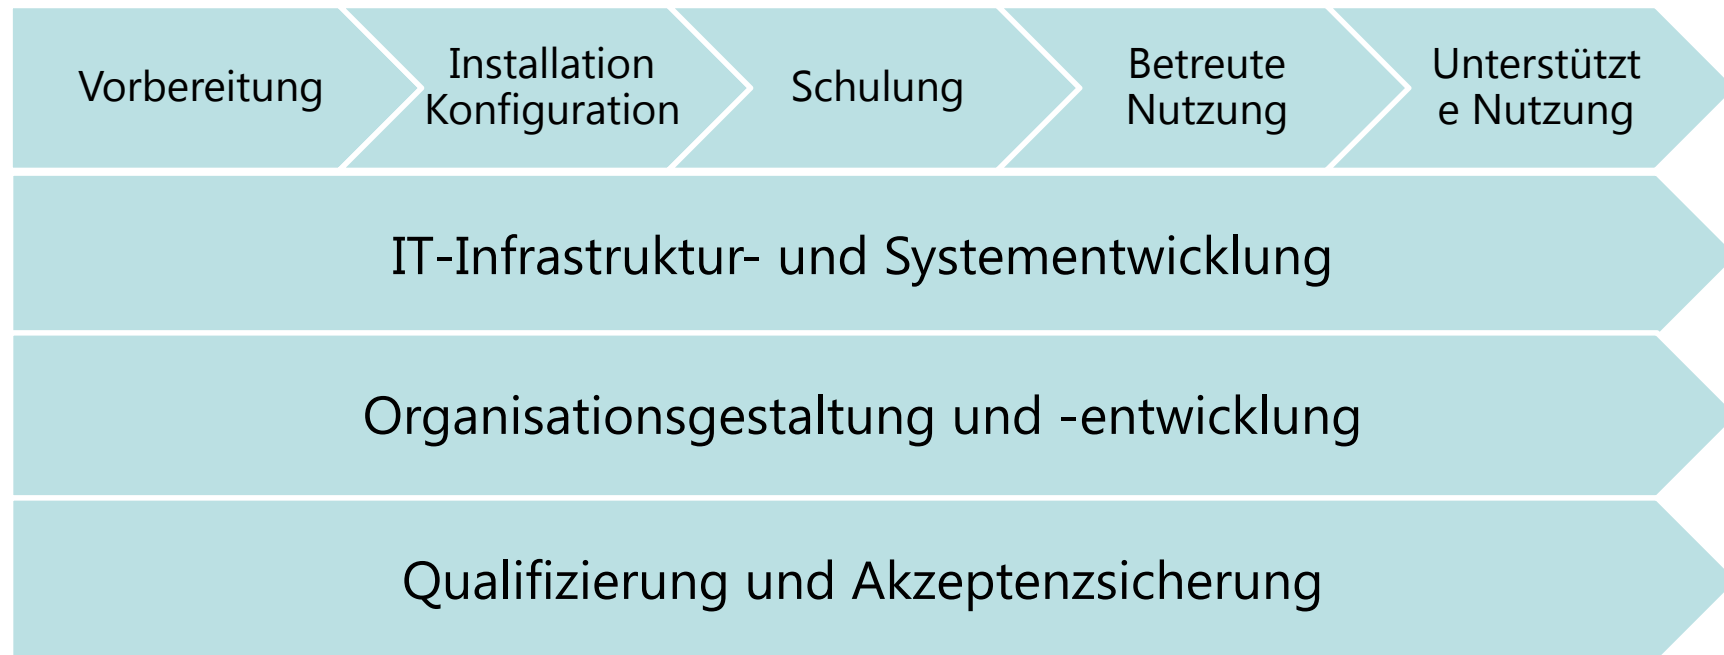 Vorbereitung
Installation
Konfiguration
Schulung
Betreute
Nutzung
Unterstützt
e Nutzung
IT-Infrastruktur- und Systementwicklung
Organisationsgestaltung und -entwicklung
Qualifizierung und Akzeptenzsicherung